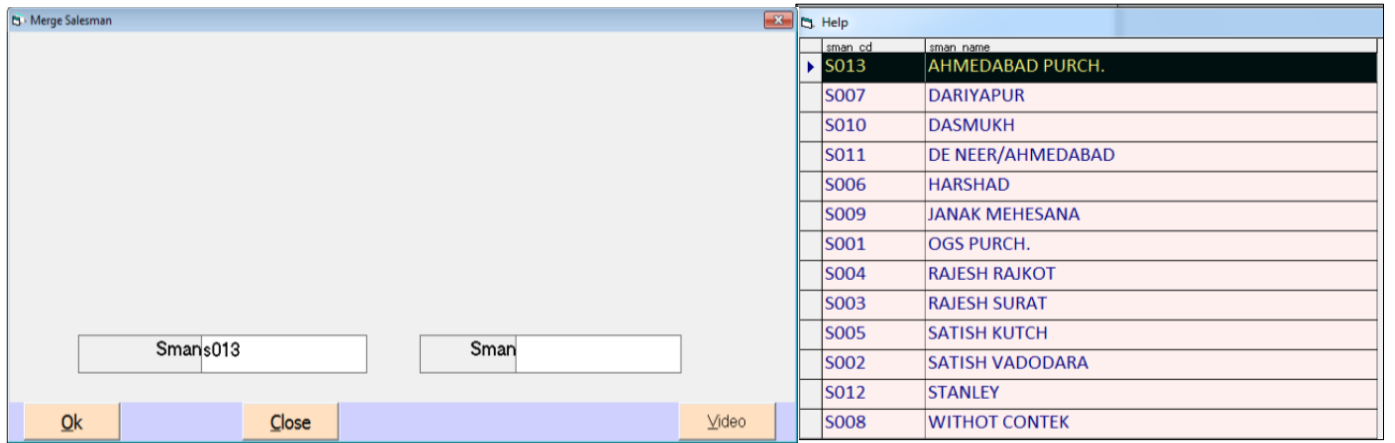 Merge Salesman
Sman s013
Sman
Ok
Close
Video
Help
sman_cd sman_name
S013 AHMEDABAD PURCH.
S007 DARIYAPUR
S010 DASMUKH
S011 DE NEER/AHMEDABAD
S006 HARSHAD
S009 JANAK MEHESANA
S001 OGS PURCH.
S004 RAJESH RAJKOT
S003 RAJESH SURAT
S005 SATISH KUTCH
S002 SATISH VADODARA
S012 STANLEY
S008 WITHOT CONTEK